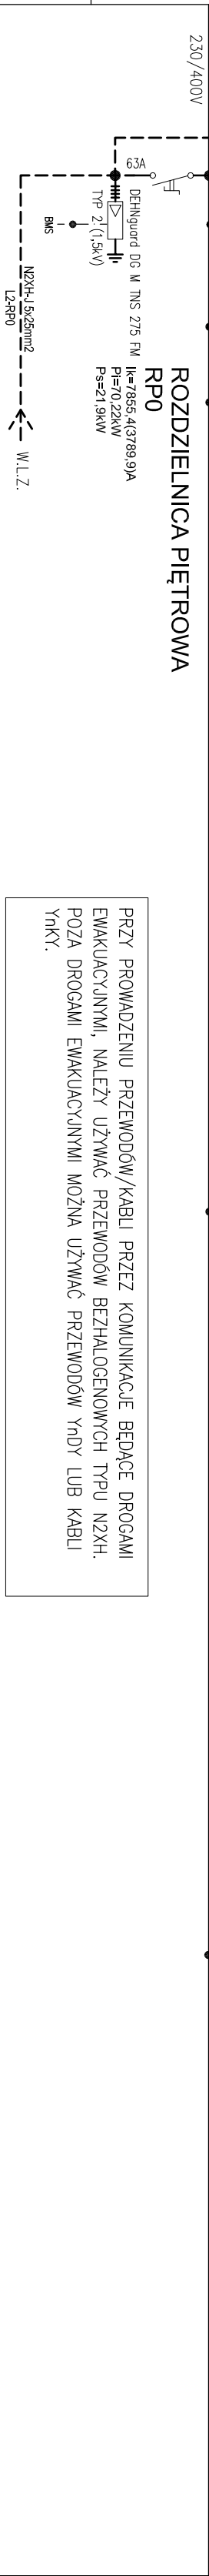 230/400V
63A
DEHNguard DG M TNS 275 FM
TYP 2 (1,5kV)
BMS
N2XH-J 5x25mm2
L2-RP0
W.L.Z.
ROZDZIELNICA PIĘTROWA
RP0
Ik=7855,4(3789,9)A
Pi=70,22kW
Ps=21,9kW
PRZY PROWADZENIU PRZEWODÓW/KABLI PRZEZ KOMUNIKACJE BĘDĄCE DROGAMI
EWAKUACYJNYMI, NALEŻY UŻYWAĆ PRZEWODÓW BEZHALOGENOWYCH TYPU N2XH.
POZA DROGAMI EWAKUACYJNYMI MOŻNA UŻYWAĆ PRZEWODÓW YnDY LUB KABLI
YnKY.